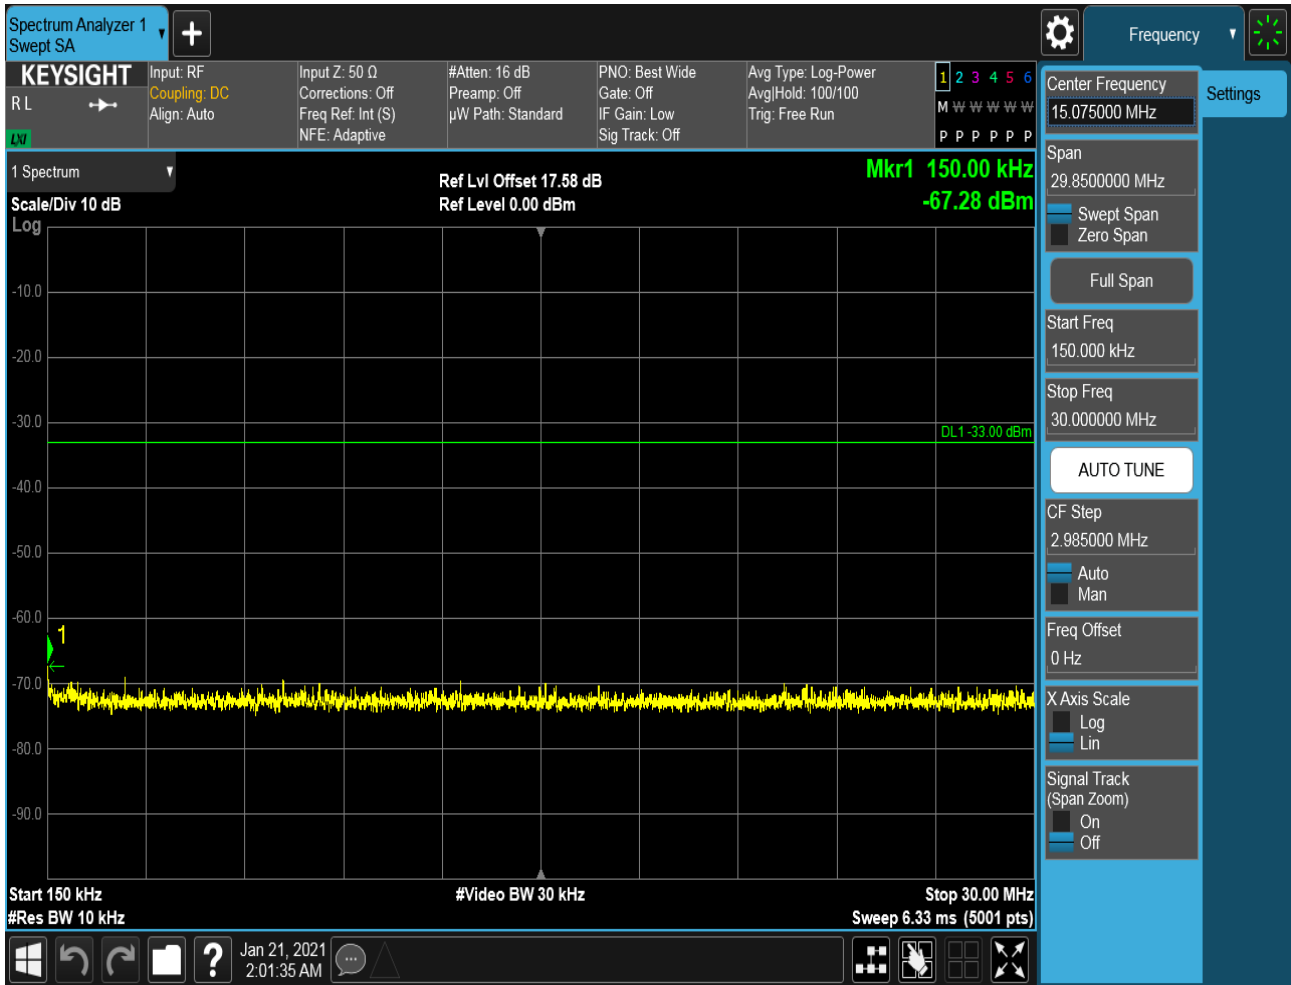 Spectrum Analyzer 1
Swept SA
+
Frequency
KEYSIGHT
R L
LXI
Input: RF
Coupling: DC
Align: Auto
Input Z: 50 Ω
Corrections: Off
Freq Ref: Int (S)
NFE: Adaptive
#Atten: 16 dB
Preamp: Off
µW Path: Standard
PNO: Best Wide
Gate: Off
IF Gain: Low
Sig Track: Off
Avg Type: Log-Power
Avg|Hold: 100/100
Trig: Free Run
1 2 3 4 5 6
M W W W W W
P P P P P P
1 Spectrum
Scale/Div 10 dB
Log
Ref Lvl Offset 17.58 dB
Ref Level 0.00 dBm
Mkr1 150.00 kHz
-67.28 dBm
-10.0
-20.0
-30.0
DL1 -33.00 dBm
-40.0
-50.0
-60.0
1
-70.0
-80.0
-90.0
Start 150 kHz
#Video BW 30 kHz
Stop 30.00 MHz
#Res BW 10 kHz
Sweep 6.33 ms (5001 pts)
Center Frequency
15.075000 MHz
Settings
Span
29.8500000 MHz
Swept Span
Zero Span
Full Span
Start Freq
150.000 kHz
Stop Freq
30.000000 MHz
AUTO TUNE
CF Step
2.985000 MHz
Auto
Man
Freq Offset
0 Hz
X Axis Scale
Log
Lin
Signal Track
(Span Zoom)
On
Off
?
Jan 21, 2021
2:01:35 AM